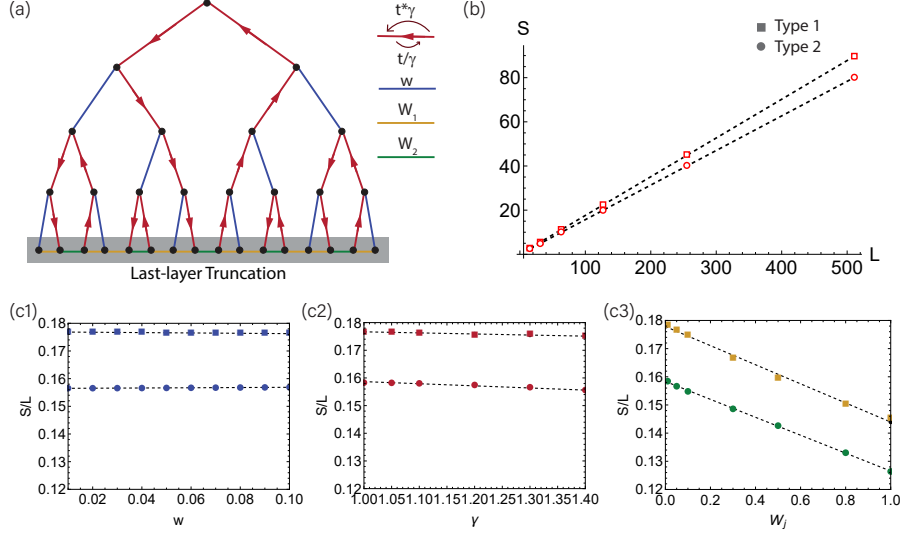 (a)
t*γ
t/γ
w
W_1
W_2
Last-layer Truncation
(b)
S
Type 1
Type 2
80
60
40
20
100 200 300 400 500 L
(c1)
S/L
0.18
0.17
0.16
0.15
0.14
0.13
0.12
0.02 0.04 0.06 0.08 0.10
w
(c2)
S/L
0.18
0.17
0.16
0.15
0.14
0.13
0.12
1.00 1.05 1.10 1.15 1.20 1.25 1.30 1.35 1.40
γ
(c3)
S/L
0.18
0.17
0.16
0.15
0.14
0.13
0.12
0.0 0.2 0.4 0.6 0.8 1.0
W_j